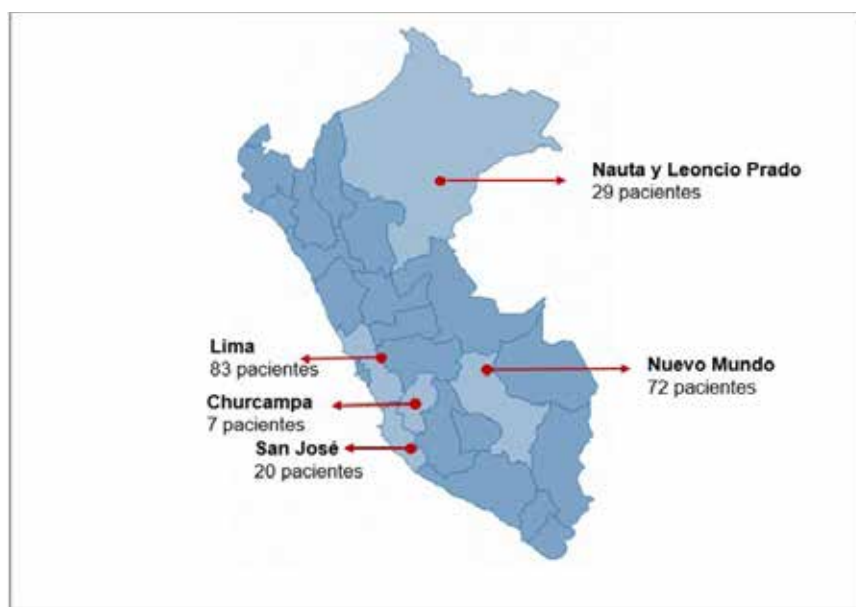 Nauta y Leoncio Prado
29 pacientes
Lima
83 pacientes
Nuevo Mundo
72 pacientes
Churcampa
7 pacientes
San José
20 pacientes